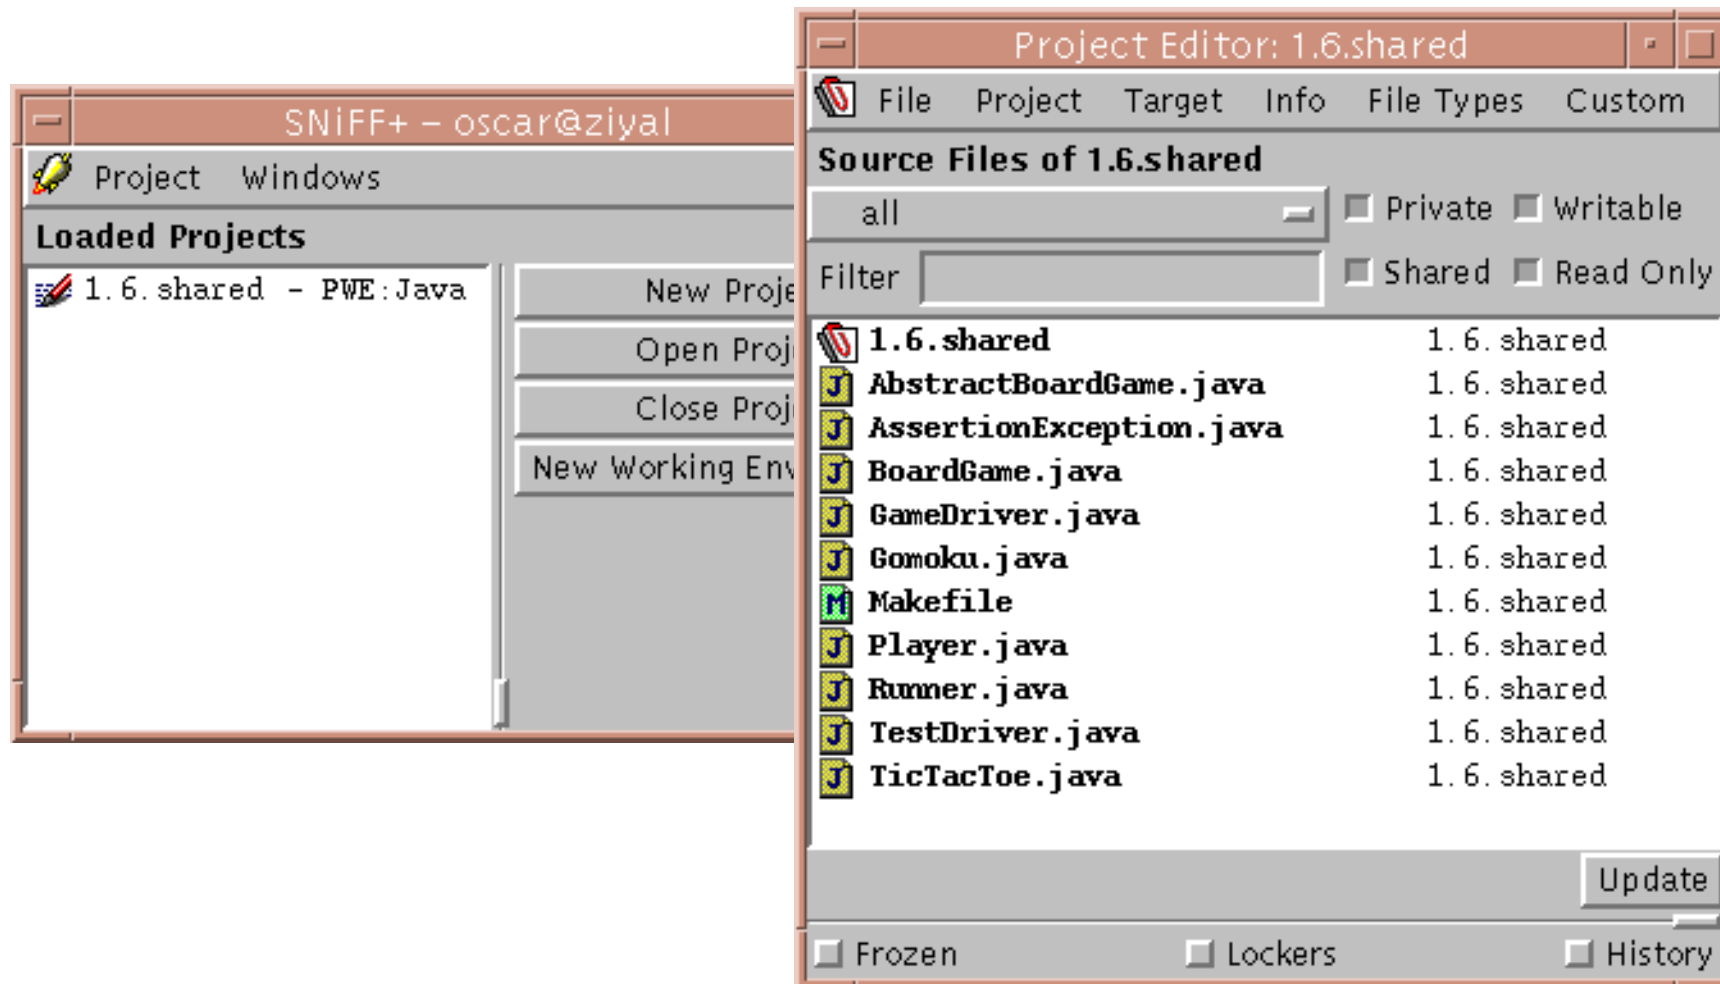 SNiFF+ – oscar@ziyal
Project Windows
Loaded Projects
1.6.shared - PWE:Java
New Proje
Open Proj
Close Proj
New Working Env
Project Editor: 1.6.shared
File Project Target Info File Types Custom
Source Files of 1.6.shared
all Private Writable
Filter Shared Read Only
1.6.shared 1.6.shared
AbstractBoardGame.java 1.6.shared
AssertionException.java 1.6.shared
BoardGame.java 1.6.shared
GameDriver.java 1.6.shared
Gomoku.java 1.6.shared
M Makefile 1.6.shared
J Player.java 1.6.shared
J Runner.java 1.6.shared
J TestDriver.java 1.6.shared
J TicTacToe.java 1.6.shared
Update
Frozen Lockers History